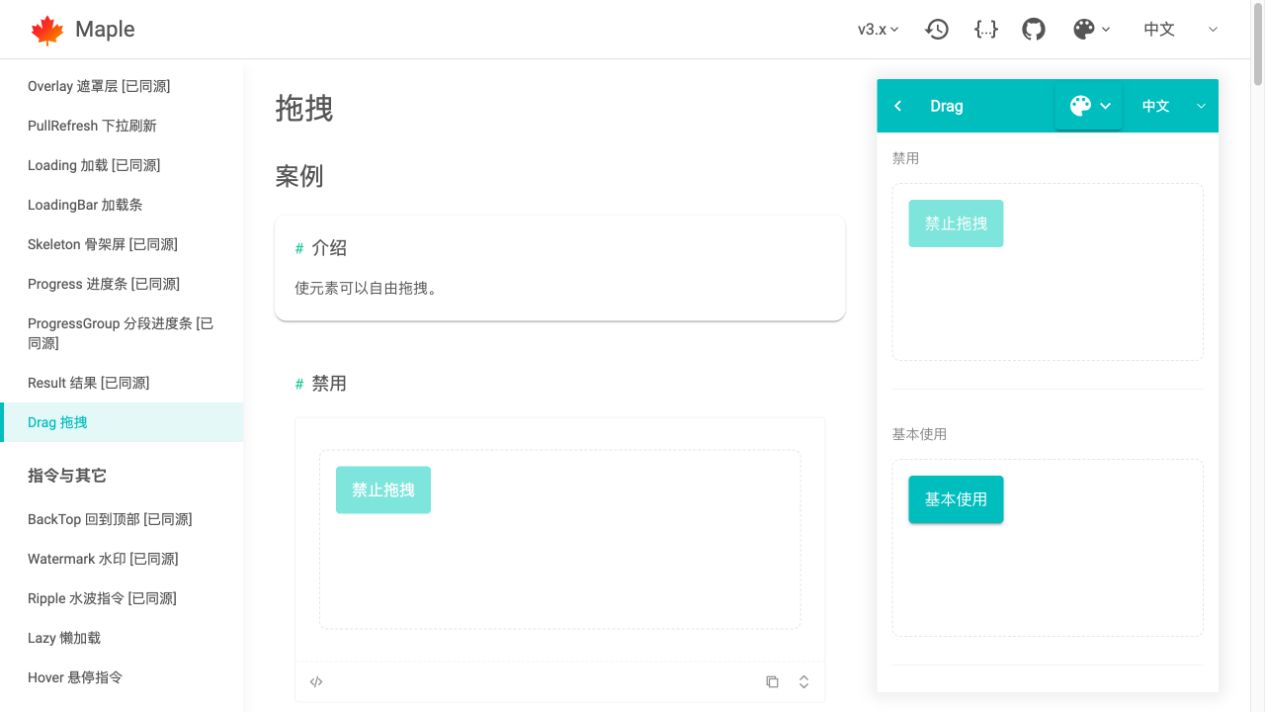 Maple
v3.x
{...}
中文
Overlay 遮罩层 [已同源]
PullRefresh 下拉刷新
Loading 加载 [已同源]
LoadingBar 加载条
Skeleton 骨架屏 [已同源]
Progress 进度条 [已同源]
ProgressGroup 分段进度条 [已
同源]
Result 结果 [已同源]
Drag 拖拽
指令与其它
BackTop 回到顶部 [已同源]
Watermark 水印 [已同源]
Ripple 水波指令 [已同源]
Lazy 懒加载
Hover 悬停指令
拖拽
案例
# 介绍
使元素可以自由拖拽。
# 禁用
禁止拖拽
Drag
中文
禁用
禁止拖拽
基本使用
基本使用